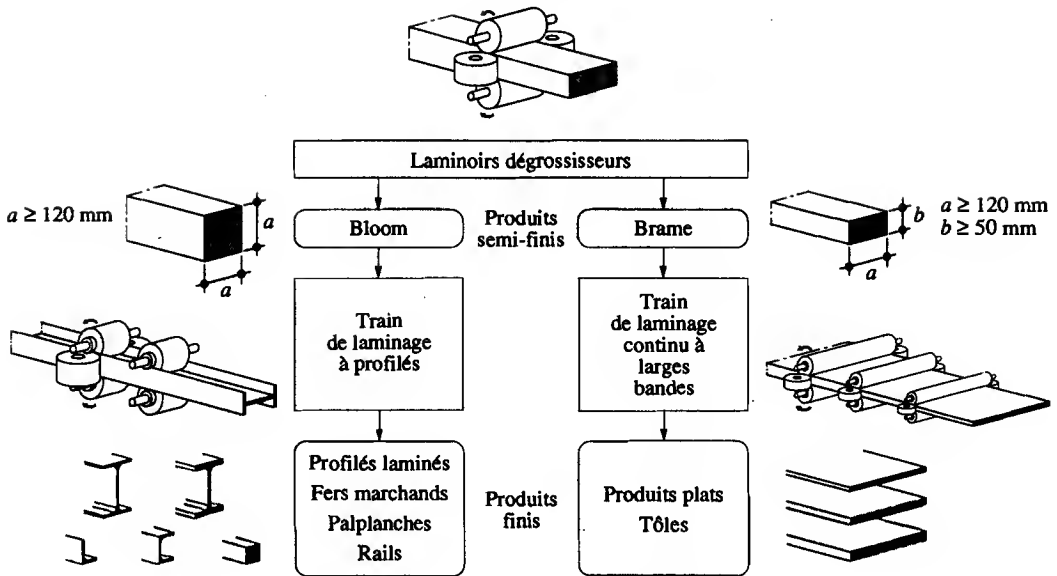 Laminoirs dégrossisseurs
a ≥ 120 mm
a
a
Bloom
Produits
semi-finis
Brame
b
a
a ≥ 120 mm
b ≥ 50 mm
Train
de laminage
à profilés
Train
de laminage
continu à
larges
bandes
Profilés laminés
Fers marchands
Palplanches
Rails
Produits
finis
Produits plats
Tôles